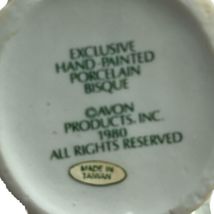 EXCLUSIVE
HAND-PAINTED
PORCELAIN
BISQUE
©AVON
PRODUCTS, INC.
1980
ALL RIGHTS RESERVED
MADE IN
TAIWAN